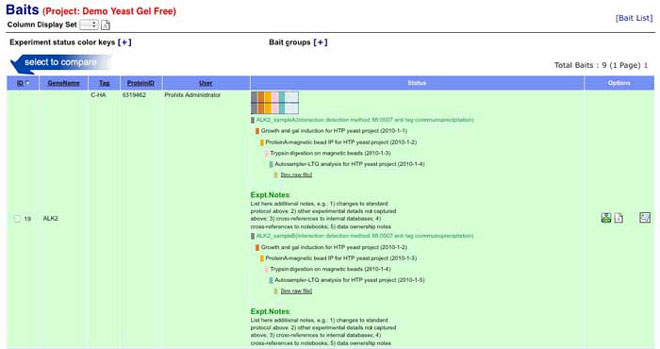 Baits (Project: Demo Yeast Gel Free)
Column Display Set
[Bait List]
Experiment status color keys [+] Bait groups [+]
select to compare
Total Baits : 9 (1 Page) 1
ID GeneName Tag ProteinID User Status Options
C-HA 6319462 Prohits Administrator
ALK2_sampleA(interaction detection method: MI:0007 anti tag coimmunoprecipitation)
Growth and gal induction for HTP yeast project (2010-1-1)
ProteinA-magnetic bead IP for HTP yeast project (2010-1-2)
Trypsin-digestion on magnetic beads (2010-1-3)
Autosampler-LTQ analysis for HTP yeast project (2010-1-4)
raw file]
Expt.Notes:
List here additional notes, e.g.: 1) changes to standard
protocol above; 2) other experimental details not captured
above; 3) cross-references to internal databases; 4)
cross-references to notebooks; 5) data ownership notes
19 ALK2
ALK2_sampleB(interaction detection method: MI:0007 anti tag coimmunoprecipitation)
Growth and gal induction for HTP yeast project (2010-1-2)
ProteinA-magnetic bead IP for HTP yeast project (2010-1-3)
Trypsin-digestion on magnetic beads (2010-1-4)
Autosampler-LTQ analysis for HTP yeast project (2010-1-5)
raw file]
Expt.Notes:
List here additional notes, e.g.: 1) changes to standard
protocol above; 2) other experimental details not captured
above; 3) cross-references to internal databases; 4)
cross-references to notebooks; 5) data ownership notes